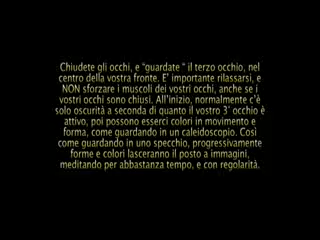 Chiudete gli occhi, e “guardate “ il terzo occhio, nel
centro della vostra fronte. E’ importante rilassarsi, e
NON sforzare i muscoli dei vostri occhi, anche se i
vostri occhi sono chiusi. All’inizio, normalmente c’è
solo oscurità a seconda di quanto il vostro 3° occhio è
attivo, poi possono esserci colori in movimento e
forma, come guardando in un caleidoscopio. Così
come guardando in uno specchio, progressivamente
forme e colori lasceranno il posto a immagini,
meditando per abbastanza tempo, e con regolarità.